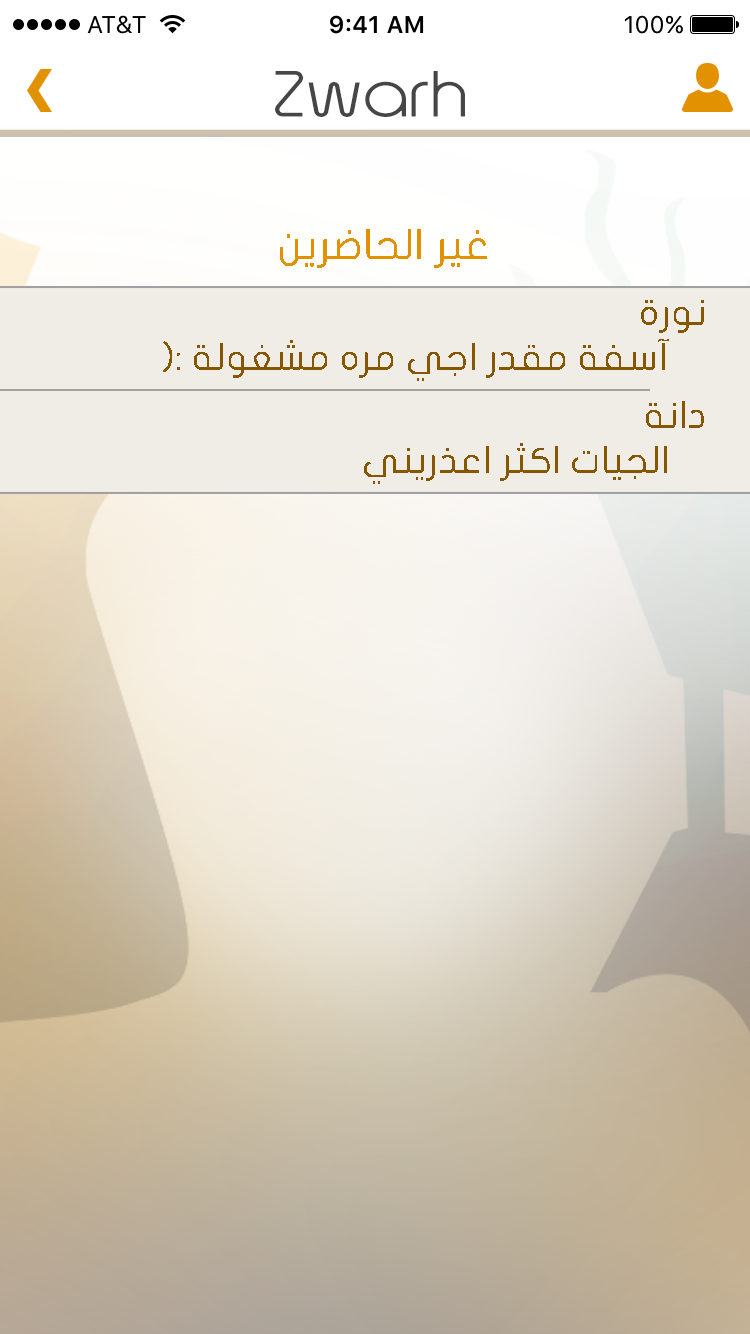 AT&T 9:41 AM 100%
Zwarh
غير الحاضرين
نورة
آسفة مقدر اجي مره مشغولة :(
دانة
الجيات اكثر اعذريني